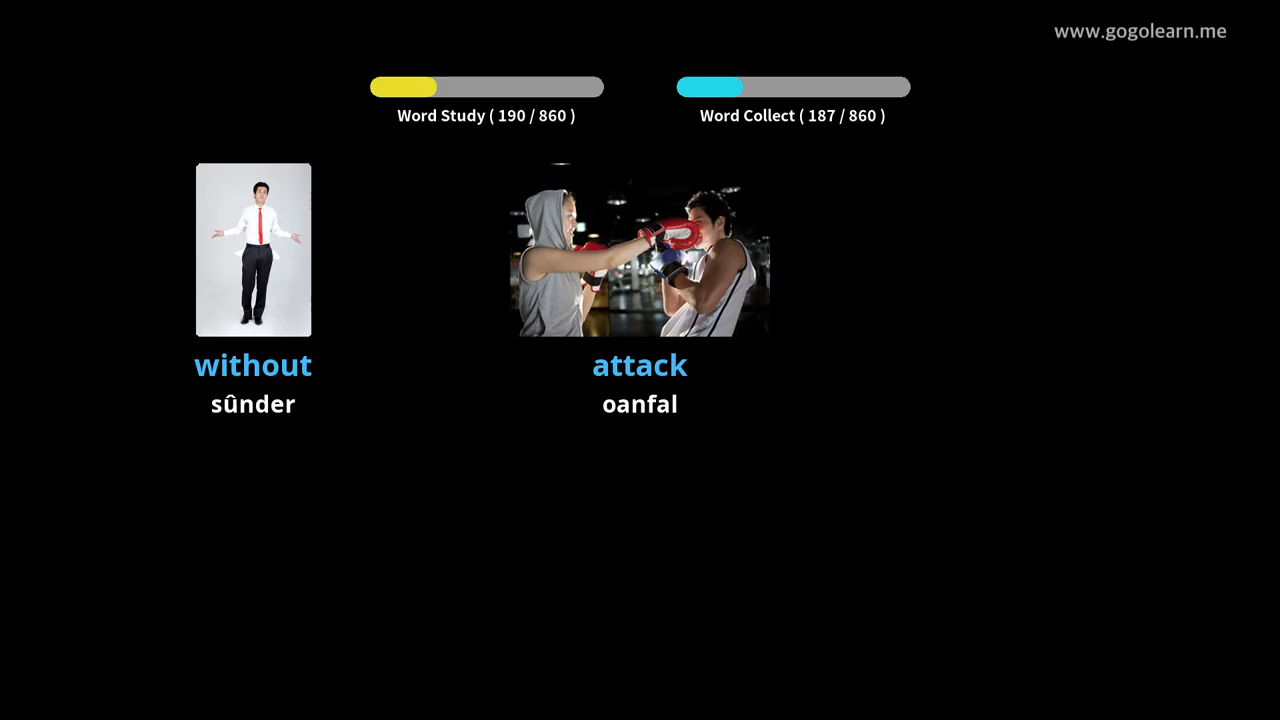 www.gogolearn.me
Word Study ( 190 / 860 )
Word Collect ( 187 / 860 )
without
sûnder
attack
oanfal